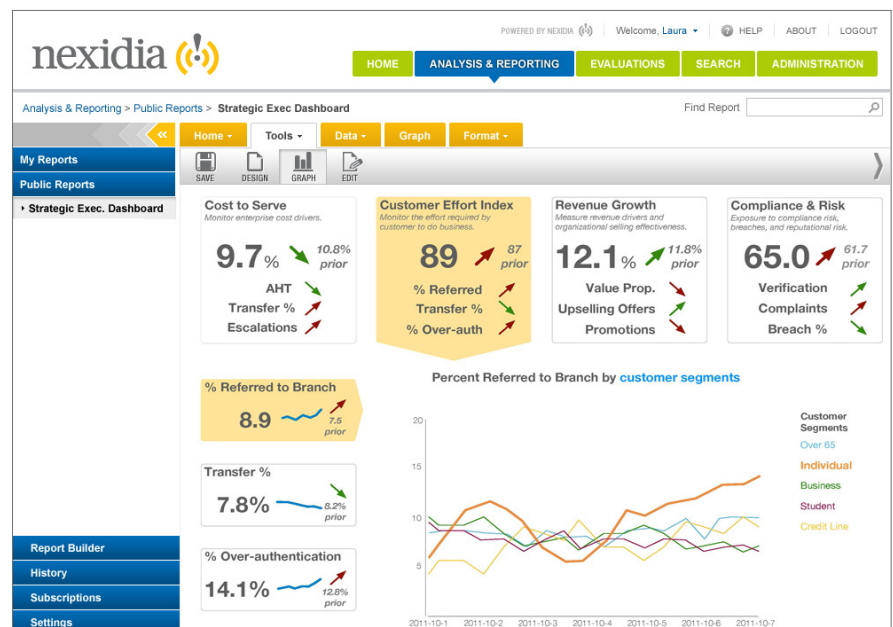 POWERED BY NEXIDIA
Welcome, Laura
HELP
ABOUT
LOGOUT
nexidia
HOME
ANALYSIS & REPORTING
EVALUATIONS
SEARCH
ADMINISTRATION
Analysis & Reporting > Public Reports > Strategic Exec Dashboard
Find Report
Home
Tools
Data
Graph
Format
My Reports
Public Reports
Strategic Exec. Dashboard
SAVE
DESIGN
GRAPH
EDIT
Cost to Serve
Monitor enterprise cost drivers.
9.7%
10.8%
prior
AHT
Transfer %
Escalations
Customer Effort Index
Monitor the effort required by
customer to do business.
89
87
prior
% Referred
Transfer %
% Over-auth
Revenue Growth
Measure revenue drivers and
organizational selling effectiveness.
12.1%
11.8%
prior
Value Prop.
Upselling Offers
Promotions
Compliance & Risk
Exposure to compliance risk,
breaches, and reputational risk.
65.0
61.7
prior
Verification
Complaints
Breach %
% Referred to Branch
8.9
7.5
prior
Transfer %
7.8%
8.2%
prior
% Over-authentication
14.1%
12.8%
prior
Percent Referred to Branch by customer segments
20
15
10
5
2011-10-1
2011-10-2
2011-10-3
2011-10-4
2011-10-5
2011-10-6
2011-10-7
Customer
Segments
Over 65
Individual
Business
Student
Credit Line
Report Builder
History
Subscriptions
Settings